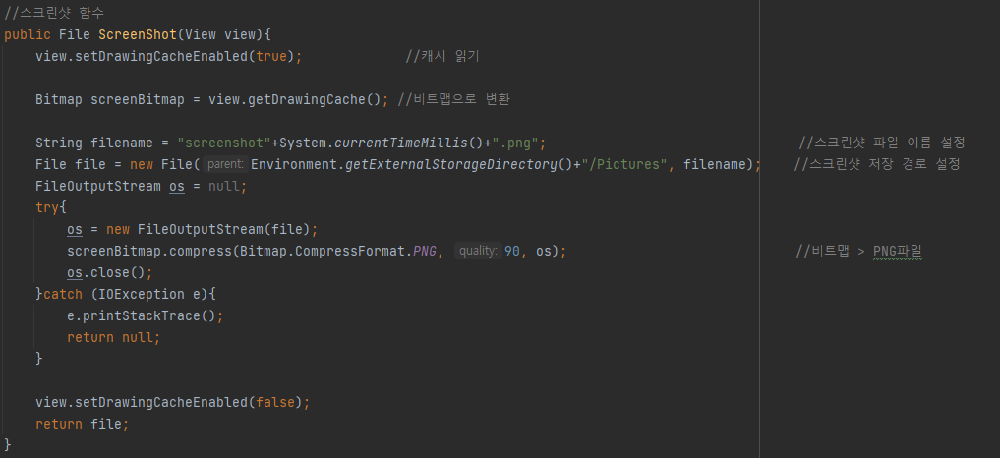 //스크린샷 함수
public File ScreenShot(View view){
view.setDrawingCacheEnabled(true); //캐시 읽기
Bitmap screenBitmap = view.getDrawingCache(); //비트맵으로 변환
String filename = "screenshot"+System.currentTimeMillis()+".png"; //스크린샷 파일 이름 설정
File file = new File( parent: Environment.getExternalStorageDirectory()+"/Pictures", filename); //스크린샷 저장 경로 설정
FileOutputStream os = null;
try{
os = new FileOutputStream(file);
screenBitmap.compress(Bitmap.CompressFormat.PNG, quality: 90, os); //비트맵 > PNG파일
os.close();
}catch (IOException e){
e.printStackTrace();
return null;
}
view.setDrawingCacheEnabled(false);
return file;
}